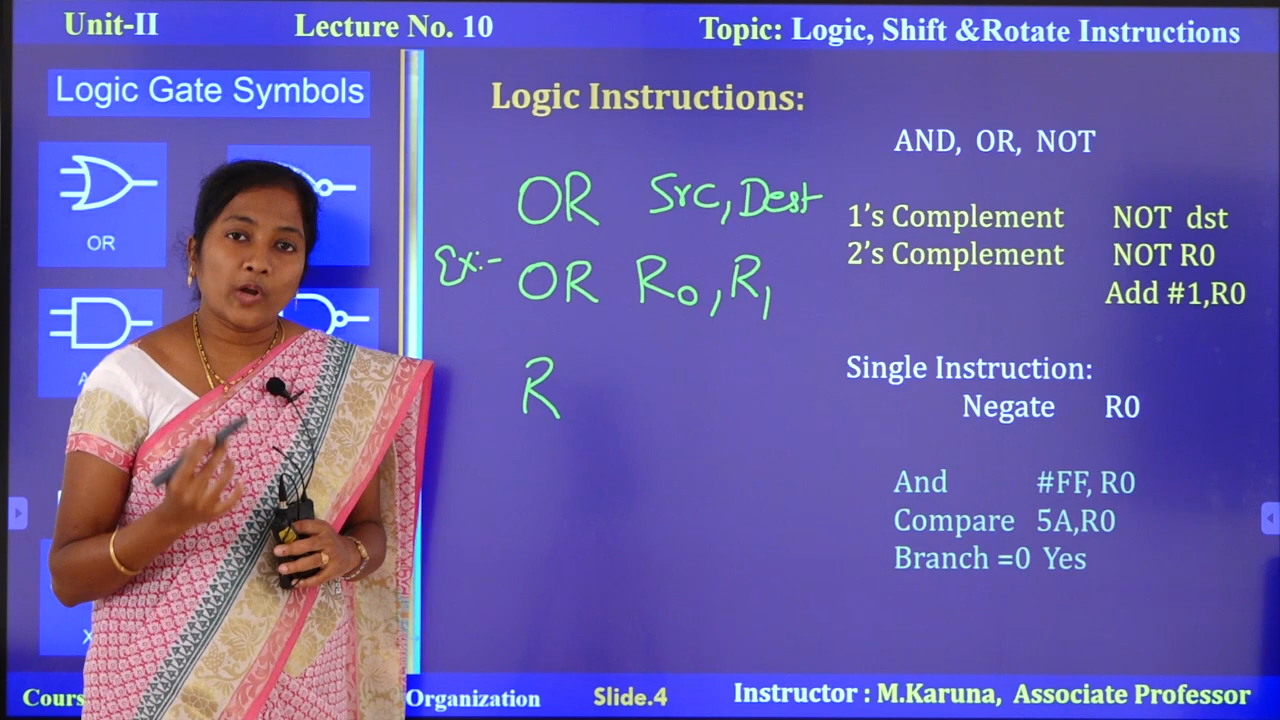 Unit-II Lecture No. 10 Topic: Logic, Shift &Rotate Instructions
Logic Gate Symbols
OR
Logic Instructions:
OR Src, Dest
Ex:- OR R0, R1
R
AND, OR, NOT
1's Complement NOT dst
2's Complement NOT R0
Add #1,R0
Single Instruction:
Negate R0
And #FF, R0
Compare 5A,R0
Branch =0 Yes
Organization Slide.4 Instructor : M.Karuna, Associate Professor